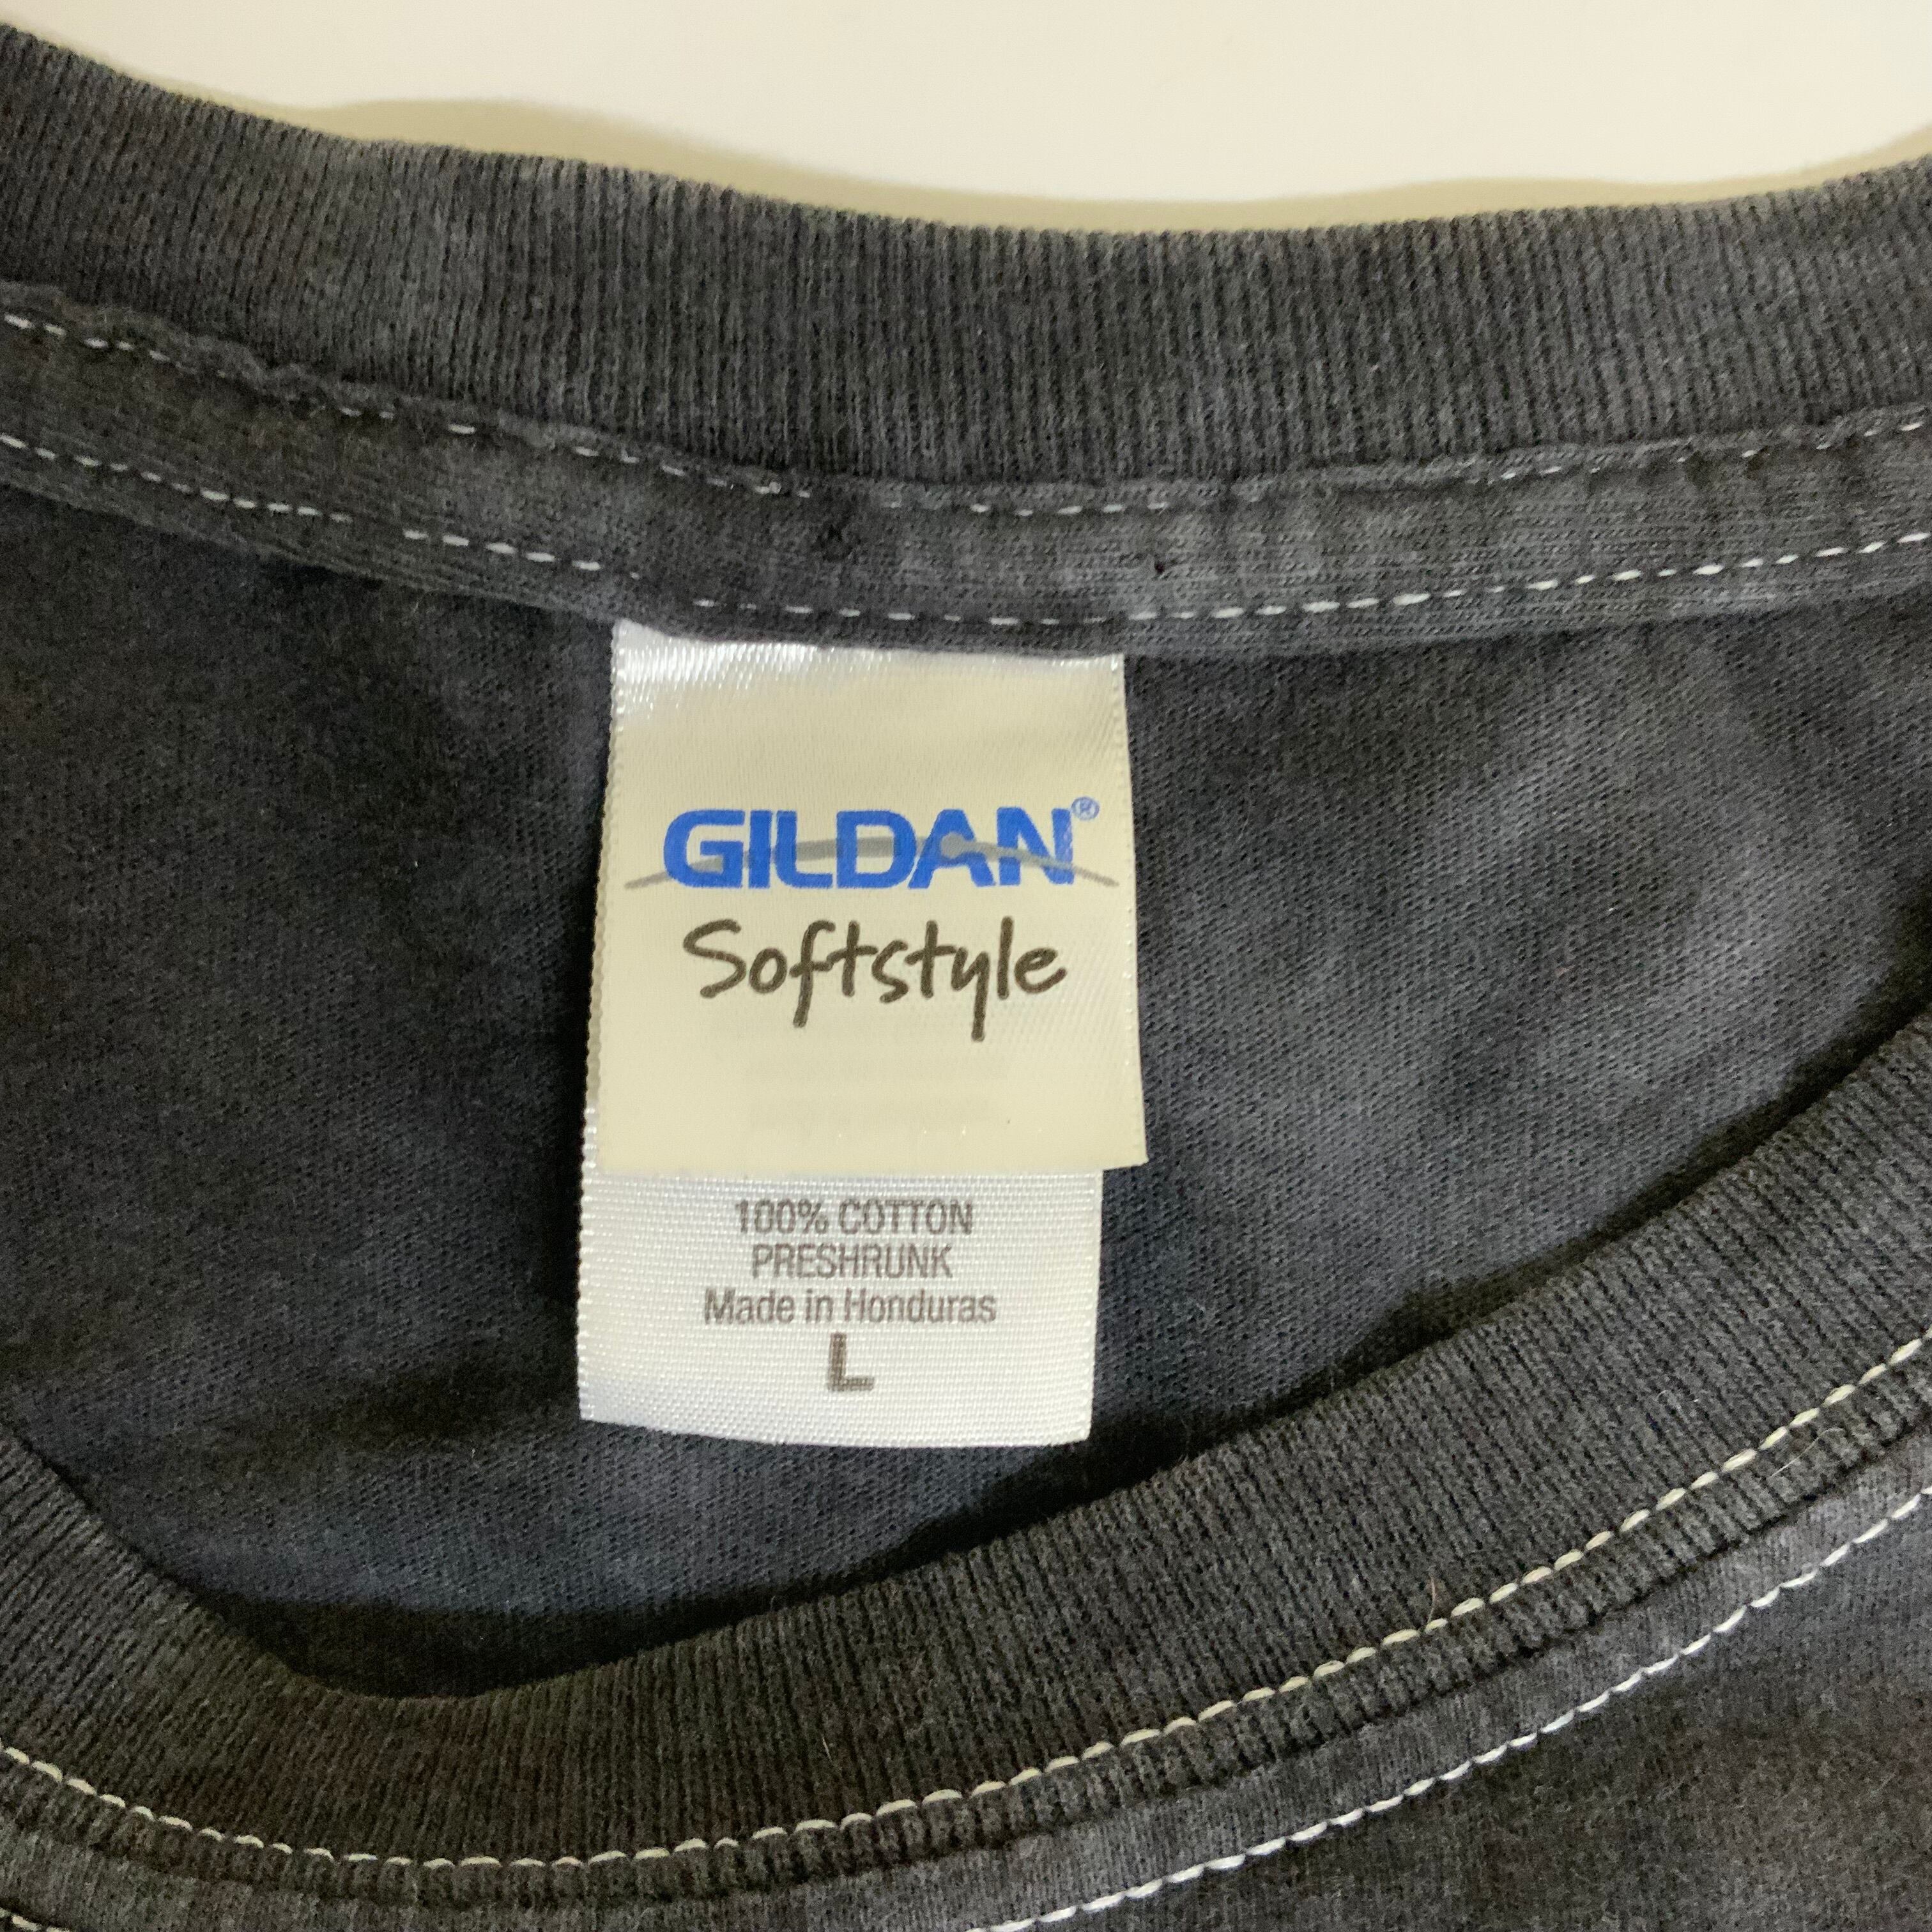 GILDAN®
Softstyle
100% COTTON
PRESHRUNK
Made in Honduras
L